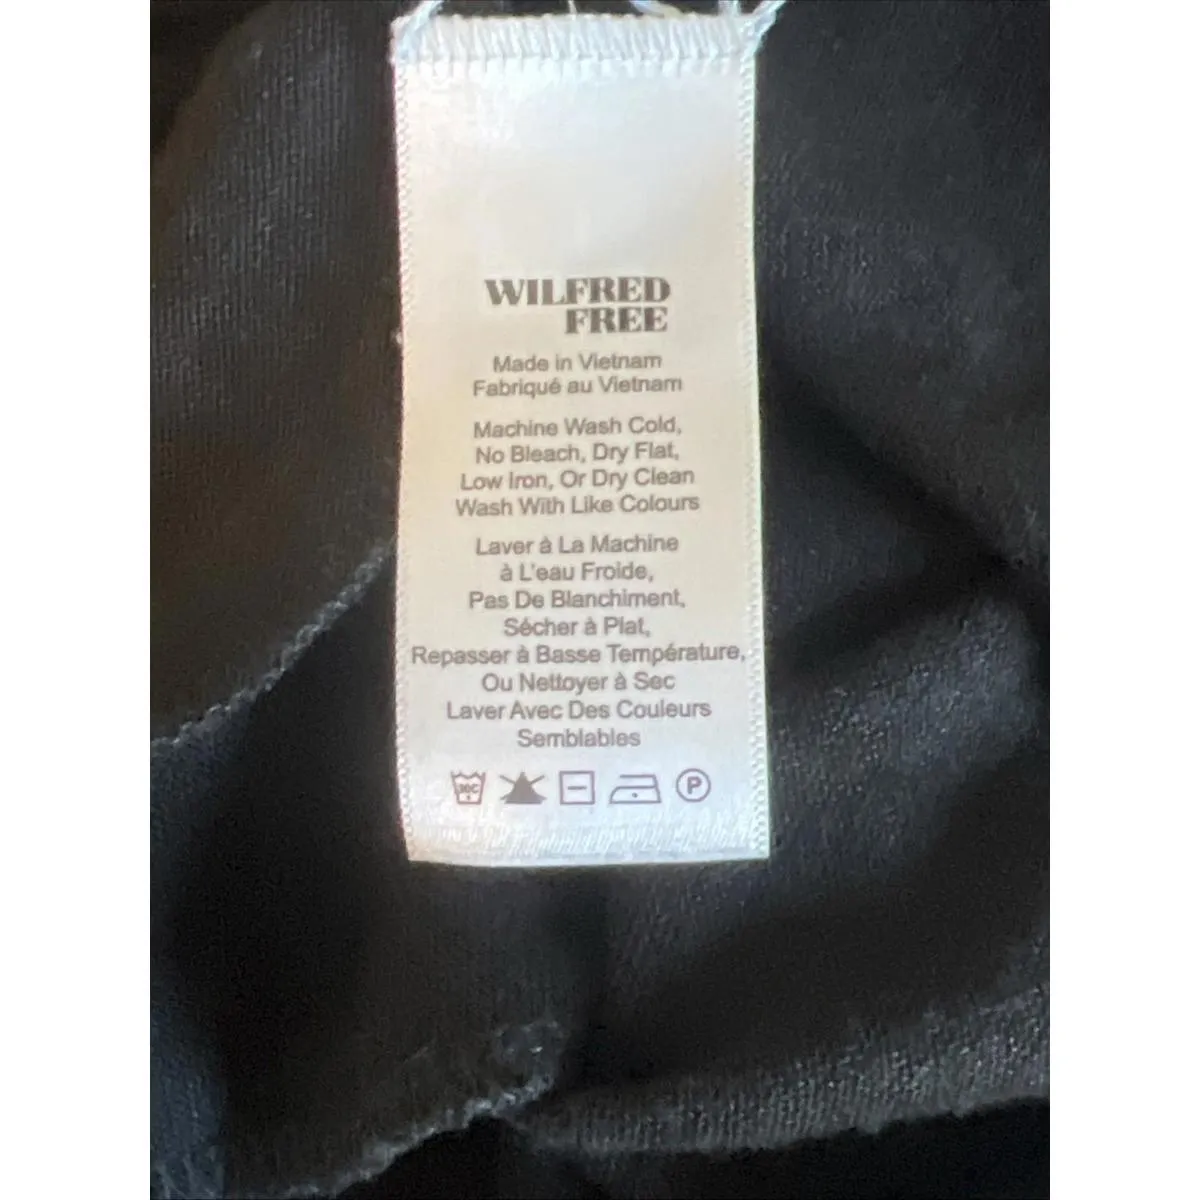 WILFRED
FREE
Made in Vietnam
Fabriqué au Vietnam
Machine Wash Cold,
No Bleach, Dry Flat,
Low Iron, Or Dry Clean
Wash With Like Colours
Laver à La Machine
à L'eau Froide,
Pas De Blanchiment,
Sécher à Plat,
Repasser à Basse Température,
Ou Nettoyer à Sec
Laver Avec Des Couleurs
Semblables
30C P